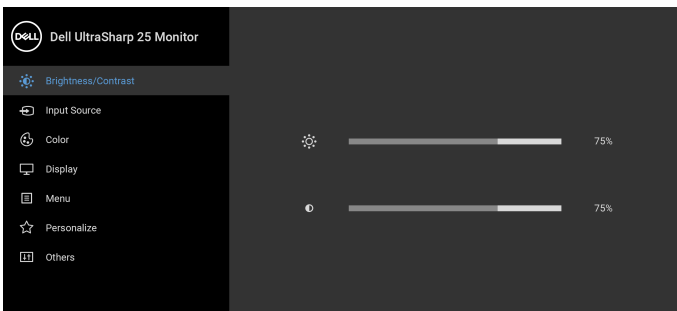 DELL
Dell UltraSharp 25 Monitor
Brightness/Contrast
Input Source
Color
75%
Display
Menu
75%
Personalize
Others